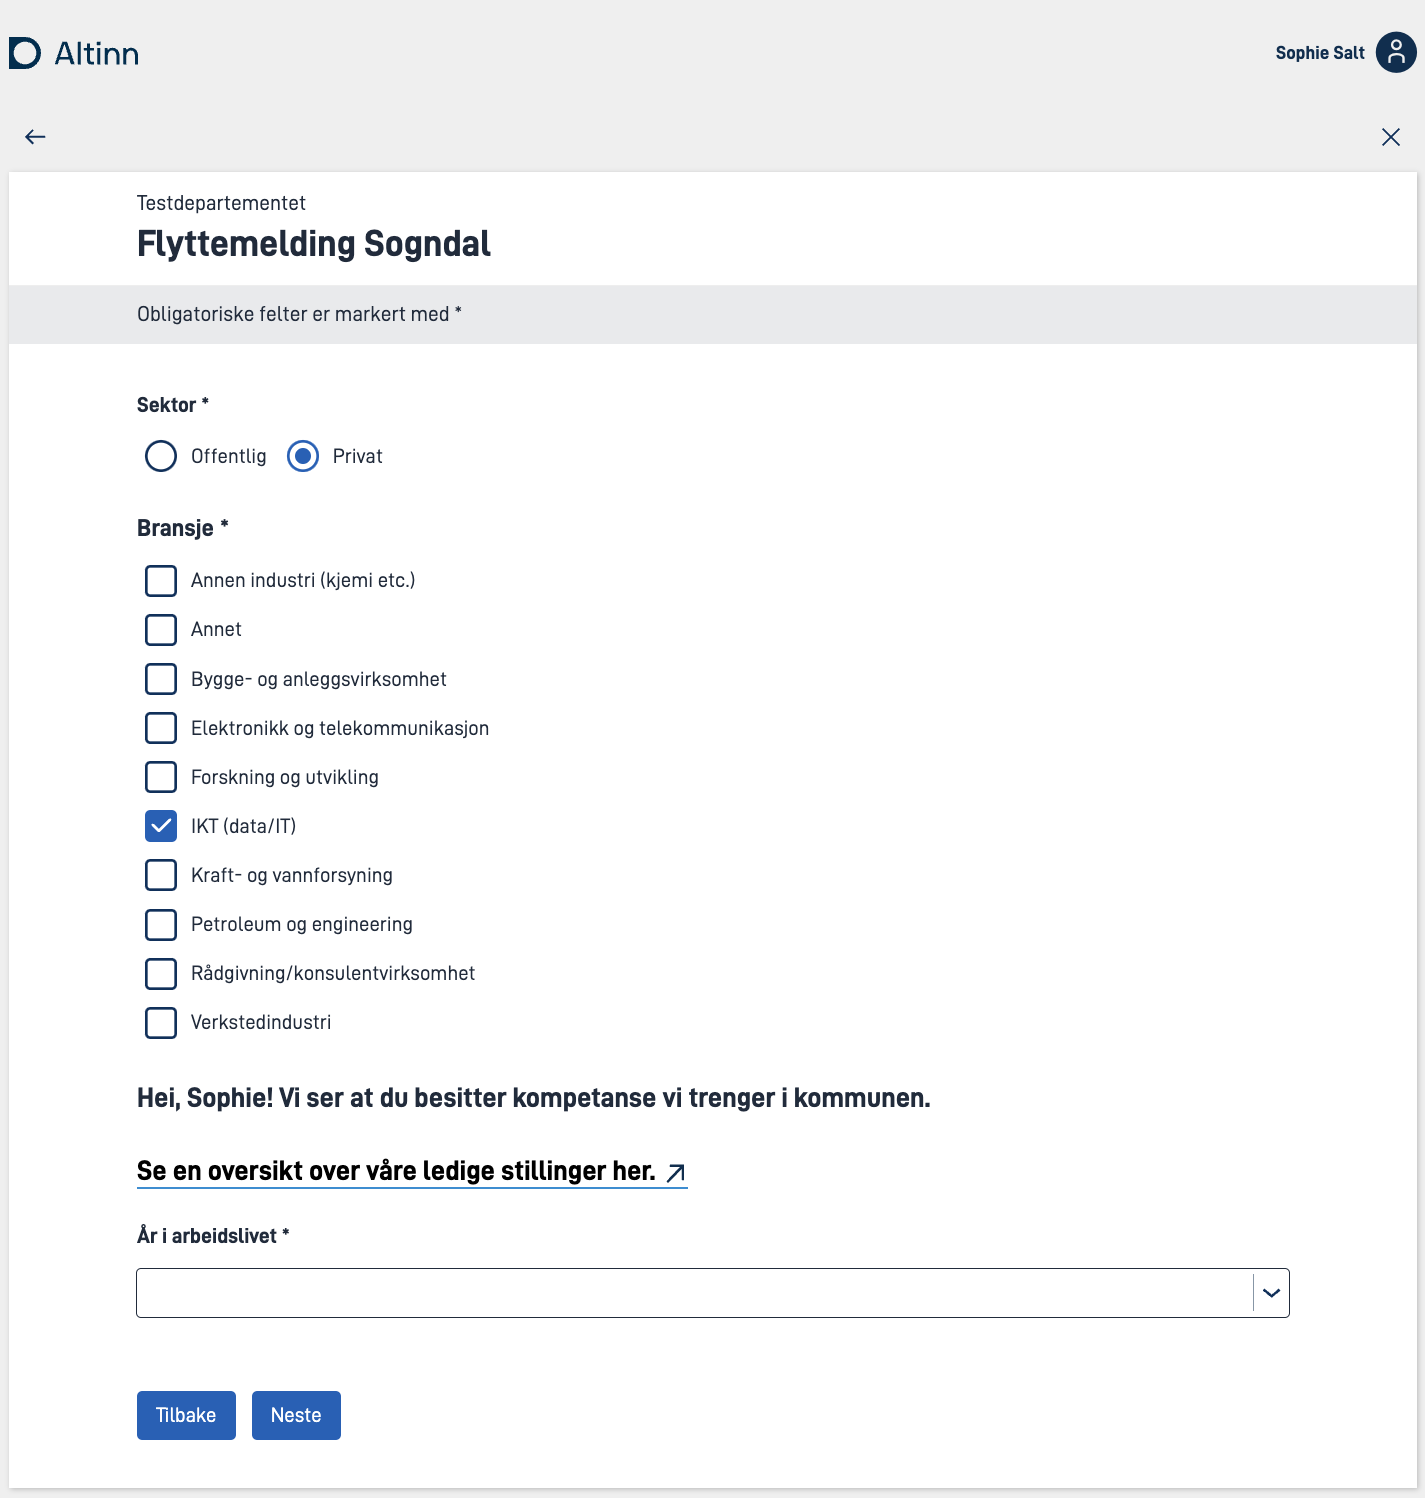 Altinn
Sophie Salt
Testdepartementet
Flyttemelding Sogndal
Obligatoriske felter er markert med *
Sektor *
Offentlig Privat
Bransje *
Annen industri (kjemi etc.)
Annet
Bygge- og anleggsvirksomhet
Elektronikk og telekommunikasjon
Forskning og utvikling
IKT (data/IT)
Kraft- og vannforsyning
Petroleum og engineering
Rådgivning/konsulentvirksomhet
Verkstedindustri
Hei, Sophie! Vi ser at du besitter kompetanse vi trenger i kommunen.
Se en oversikt over våre ledige stillinger her.
År i arbeidslivet *
Tilbake Neste